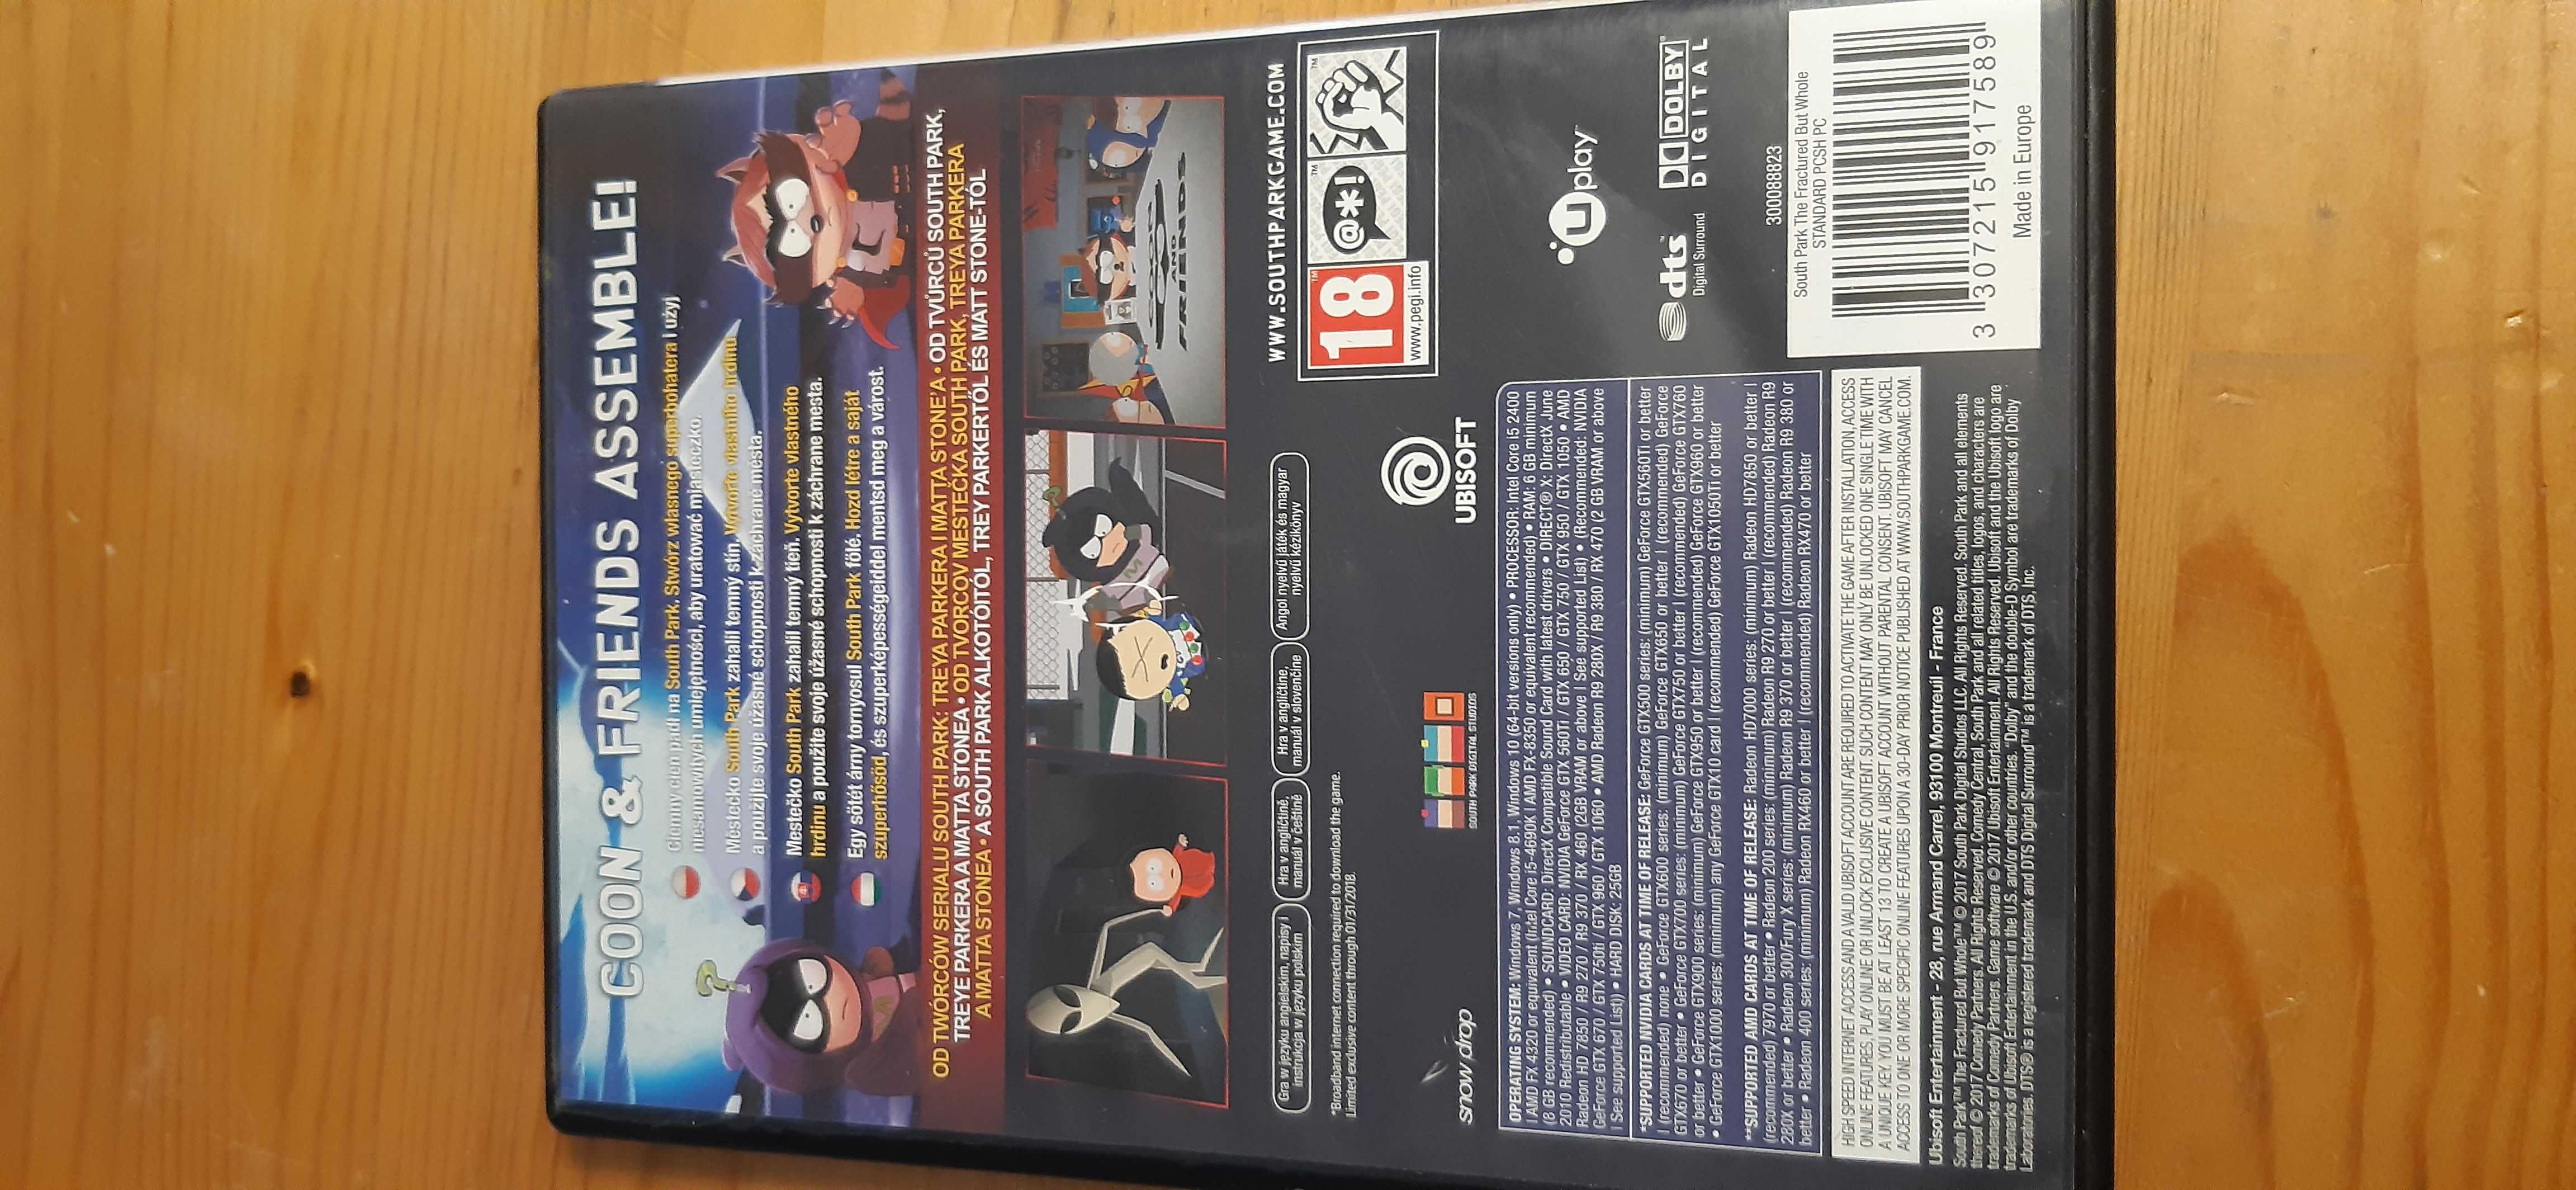 COON & FRIENDS ASSEMBLE!
Ciemny cień padł na South Park. Stwórz własnego superbohatera i użyj
niesamowitych umiejętności, aby uratować miasteczko.
Městečko South Park zahalil temný stín. Vytvořte vlastního hrdinu
a použijte svoje úžasné schopnosti k záchraně města.
Mestečko South Park zahalil temný tieň. Vytvorte vlastného
hrdinu a použite svoje úžasné schopnosti k záchrane mesta.
Egy sötét árny tornyosul South Park fölé. Hozd létre a saját
szuperhősöd, és szuperképességeiddel mentsd meg a várost.
OD TWÓRCÓW SERIALU SOUTH PARK: TREYA PARKERA I MATTA STONE'A • OD TVŮRCŮ SOUTH PARK,
TREYE PARKERA A MATTA STONEA • OD TVORCOV MESTEČKA SOUTH PARK, TREYA PARKERA
A MATTA STONEA • A SOUTH PARK ALKOTÓITÓL, TREY PARKERTŐL ÉS MATT STONE-TÓL
COON
AND
FRIENDS
Gra w języku angielskim, napisy i
instrukcja w języku polskim
Hra v angličtině,
manuál v češtině
Hra v angličtine,
manuál v slovenčine
Angol nyelvű játék és magyar
nyelvű kézikönyv
WWW.SOUTHPARKGAME.COM
*Broadband internet connection required to download the game.
Limited exclusive content through 01/31/2018.
18
www.pegi.info
@*!
snowdrop
SOUTH PARK DIGITAL STUDIOS
UBISOFT
uplay
dts
Digital Surround
DOLBY
DIGITAL
OPERATING SYSTEM: Windows 7, Windows 8.1, Windows 10 (64-bit versions only) • PROCESSOR: Intel Core i5 2400
| AMD FX 4320 or equivalent (Intel Core i5-4690K | AMD FX-8350 or equivalent recommended) • RAM: 6 GB minimum
(8 GB recommended) • SOUNDCARD: DirectX Compatible Sound Card with latest drivers • DIRECT® X: DirectX June
2010 Redistributable • VIDEO CARD: NVIDIA GeForce GTX 560Ti / GTX 650 / GTX 750 / GTX 950 / GTX 1050 • AMD
Radeon HD 7850 / R9 270 / R9 370 / RX 460 (2GB VRAM or above | See supported List) • (Recommended: NVIDIA
GeForce GTX 670 / GTX 750ti / GTX 960 / GTX 1060 • AMD Radeon R9 280X / R9 380 / RX 470 (2 GB VRAM or above
| See supported List)) • HARD DISK: 25GB
*SUPPORTED NVIDIA CARDS AT TIME OF RELEASE: GeForce GTX500 series: (minimum) GeForce GTX560Ti or better
| (recommended) none • GeForce GTX600 series: (minimum) GeForce GTX650 or better | (recommended) GeForce
GTX670 or better • GeForce GTX700 series: (minimum) GeForce GTX750 or better | (recommended) GeForce GTX760
or better • GeForce GTX900 series: (minimum) GeForce GTX950 or better | (recommended) GeForce GTX960 or better
• GeForce GTX1000 series: (minimum) any GeForce GTX10 card | (recommended) GeForce GTX1050Ti or better
**SUPPORTED AMD CARDS AT TIME OF RELEASE: Radeon HD7000 series: (minimum) Radeon HD7850 or better |
(recommended) 7970 or better • Radeon 200 series: (minimum) Radeon R9 270 or better | (recommended) Radeon R9
280X or better • Radeon 300/Fury X series: (minimum) Radeon R9 370 or better | (recommended) Radeon R9 380 or
better • Radeon 400 series: (minimum) Radeon RX460 or better | (recommended) Radeon RX470 or better
300088823
South Park The Fractured But Whole
STANDARD PCSH PC
3 307215 917589
Made in Europe
HIGH SPEED INTERNET ACCESS AND A VALID UBISOFT ACCOUNT ARE REQUIRED TO ACTIVATE THE GAME AFTER INSTALLATION, ACCESS
ONLINE FEATURES, PLAY ONLINE OR UNLOCK EXCLUSIVE CONTENT. SUCH CONTENT MAY ONLY BE UNLOCKED ONE SINGLE TIME WITH
A UNIQUE KEY. YOU MUST BE AT LEAST 13 TO CREATE A UBISOFT ACCOUNT WITHOUT PARENTAL CONSENT. UBISOFT MAY CANCEL
ACCESS TO ONE OR MORE SPECIFIC ONLINE FEATURES UPON A 30-DAY PRIOR NOTICE PUBLISHED AT WWW.SOUTHPARKGAME.COM.
Ubisoft Entertainment - 28, rue Armand Carrel, 93100 Montreuil - France
South Park™ The Fractured But Whole™ © 2017 South Park Digital Studios LLC. All Rights Reserved. South Park and all elements
thereof © 2017 Comedy Partners. All Rights Reserved. Comedy Central, South Park and all related titles, logos, and characters are
trademarks of Comedy Partners. Game software © 2017 Ubisoft Entertainment. All Rights Reserved. Ubisoft and the Ubisoft logo are
trademarks of Ubisoft Entertainment in the U.S. and/or other countries. "Dolby" and the double-D Symbol are trademarks of Dolby
Laboratories. DTS® is a registered trademark and DTS Digital Surround™ is a trademark of DTS, Inc.